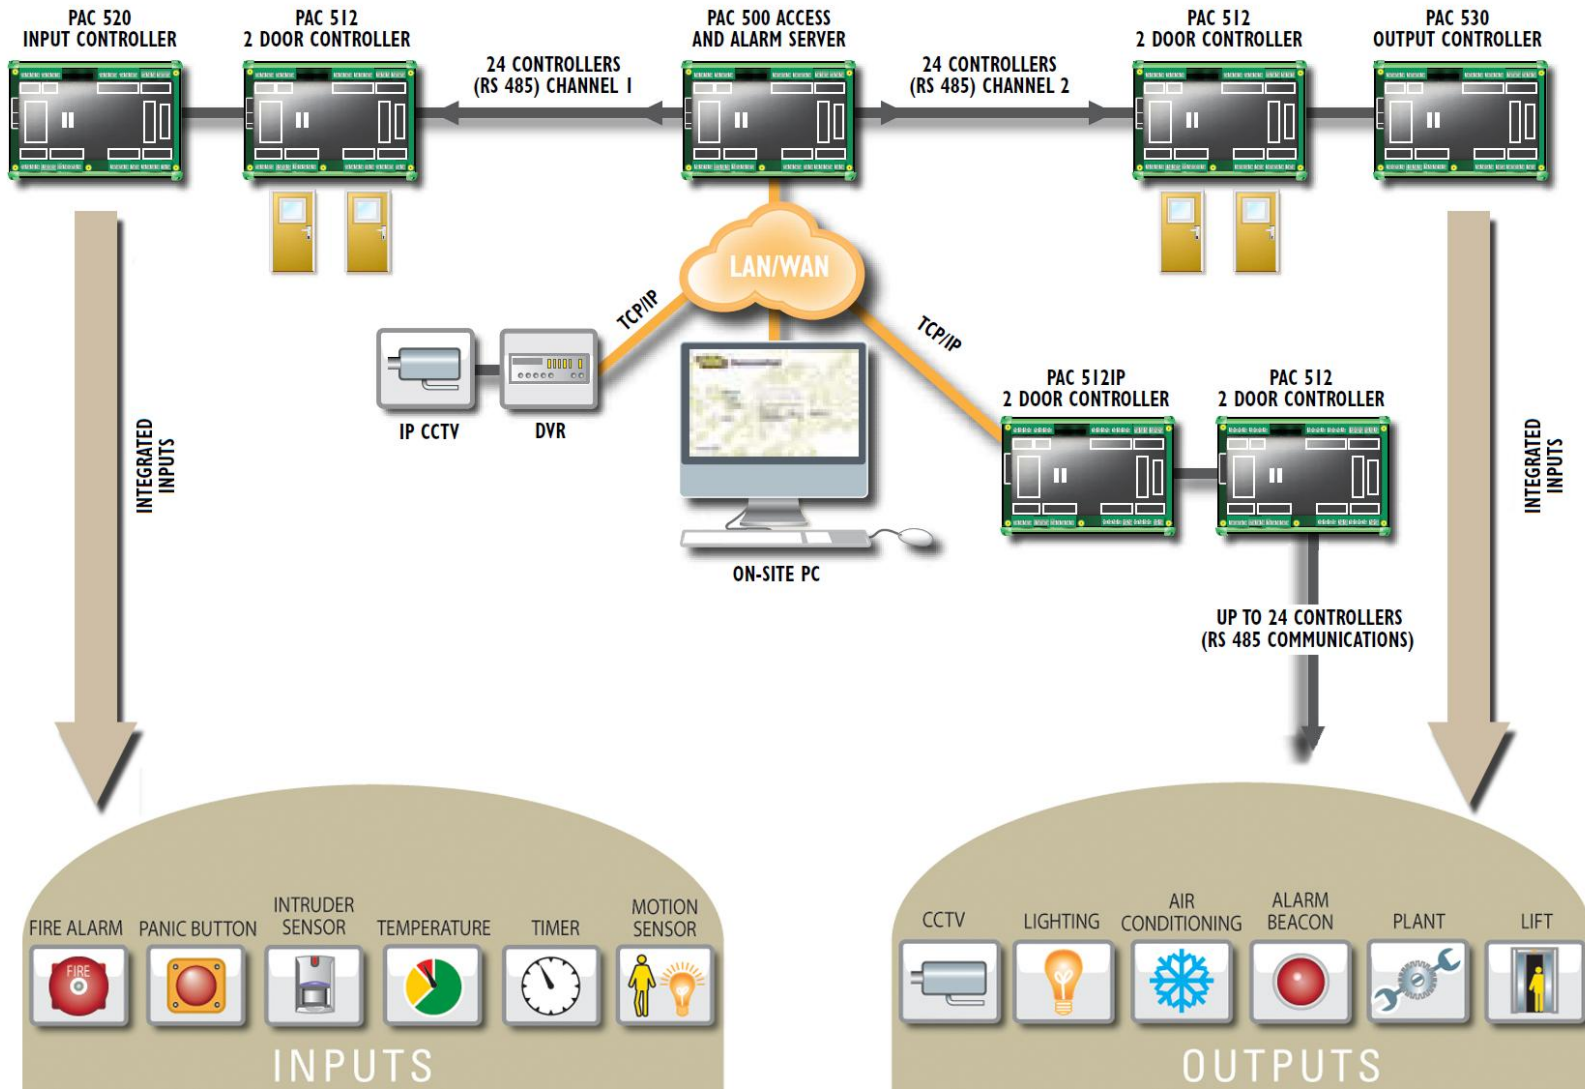 PAC 520
INPUT CONTROLLER
PAC 512
2 DOOR CONTROLLER
24 CONTROLLERS
(RS 485) CHANNEL 1
PAC 500 ACCESS
AND ALARM SERVER
24 CONTROLLERS
(RS 485) CHANNEL 2
PAC 512
2 DOOR CONTROLLER
PAC 530
OUTPUT CONTROLLER
LAN/WAN
TCP/IP
TCP/IP
IP CCTV
DVR
ON-SITE PC
PAC 512IP
2 DOOR CONTROLLER
PAC 512
2 DOOR CONTROLLER
UP TO 24 CONTROLLERS
(RS 485 COMMUNICATIONS)
INTEGRATED
INPUTS
INTEGRATED
INPUTS
FIRE ALARM
FIRE
PANIC BUTTON
INTRUDER
SENSOR
TEMPERATURE
TIMER
MOTION
SENSOR
INPUTS
CCTV
LIGHTING
AIR
CONDITIONING
ALARM
BEACON
PLANT
LIFT
OUTPUTS